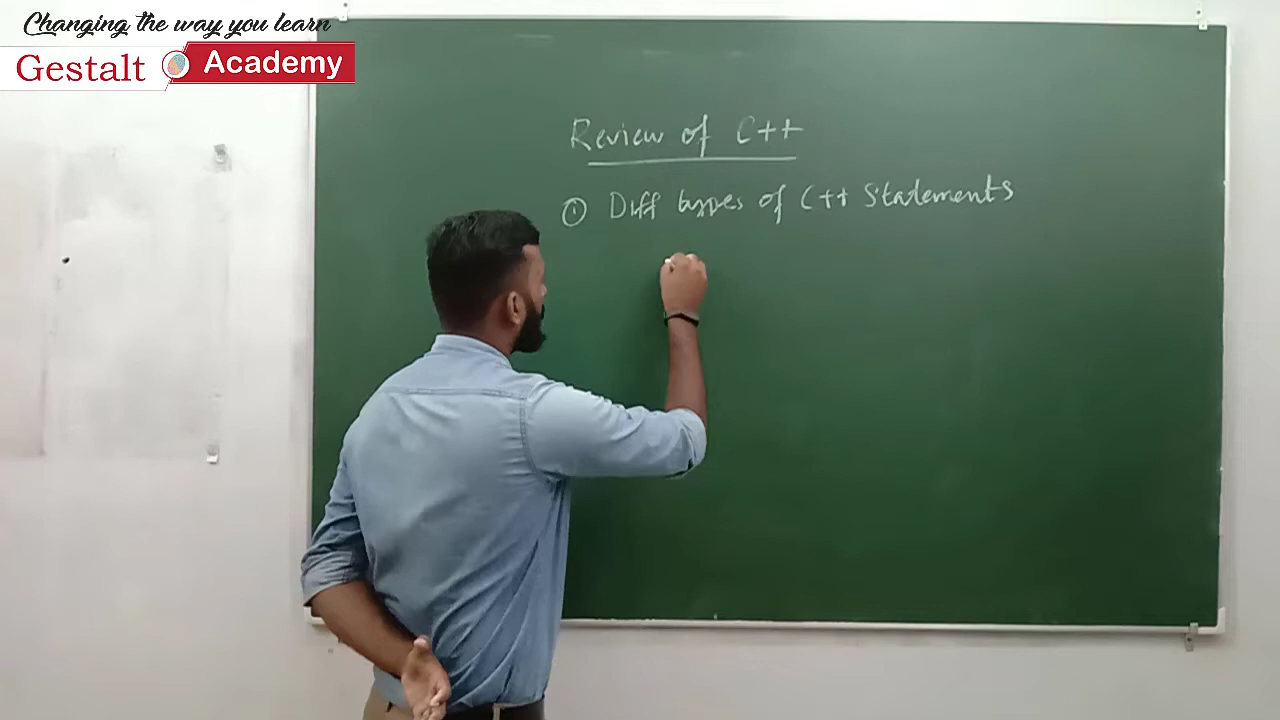 Changing the way you learn
Gestalt Academy
Review of C++
① Diff types of C++ Statements